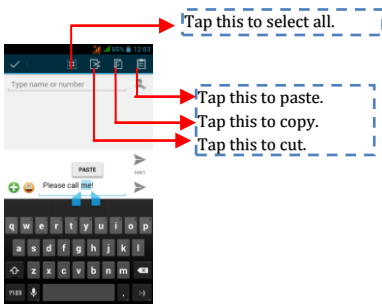 Tap this to select all.
65% 12:03
Type name or number
Tap this to paste.
Tap this to copy.
Tap this to cut.
PASTE
Please call me!
q w e r t y u i o p
a s d f g h j k l
z x c v b n m
?123 . :-)